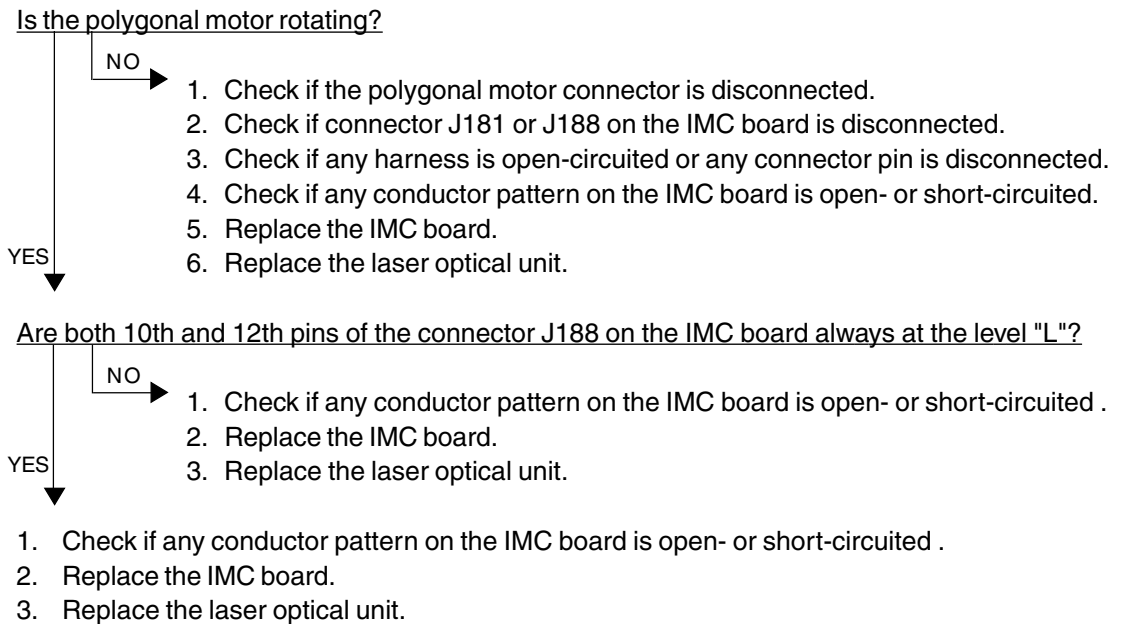 Is the polygonal motor rotating?
NO
1. Check if the polygonal motor connector is disconnected.
2. Check if connector J181 or J188 on the IMC board is disconnected.
3. Check if any harness is open-circuited or any connector pin is disconnected.
4. Check if any conductor pattern on the IMC board is open- or short-circuited.
5. Replace the IMC board.
6. Replace the laser optical unit.
YES
Are both 10th and 12th pins of the connector J188 on the IMC board always at the level "L"?
NO
1. Check if any conductor pattern on the IMC board is open- or short-circuited .
2. Replace the IMC board.
3. Replace the laser optical unit.
YES
1. Check if any conductor pattern on the IMC board is open- or short-circuited .
2. Replace the IMC board.
3. Replace the laser optical unit.